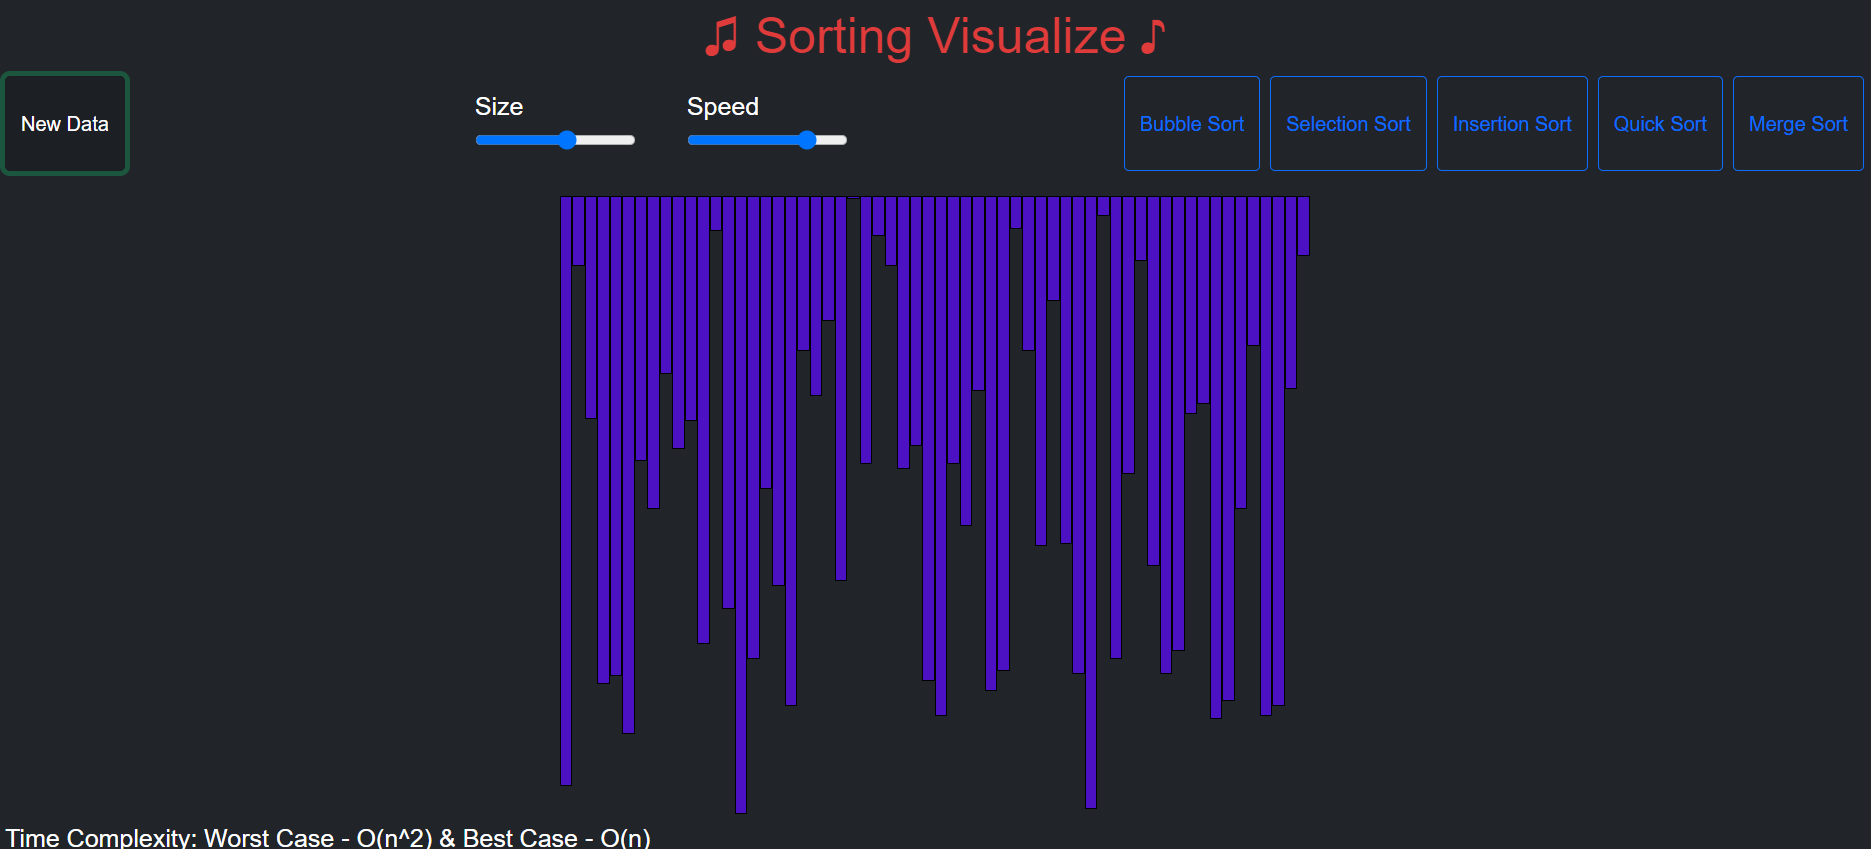 ♫ Sorting Visualize ♪
New Data
Size
Speed
Bubble Sort
Selection Sort
Insertion Sort
Quick Sort
Merge Sort
Time Complexity: Worst Case - O(n^2) & Best Case - O(n)